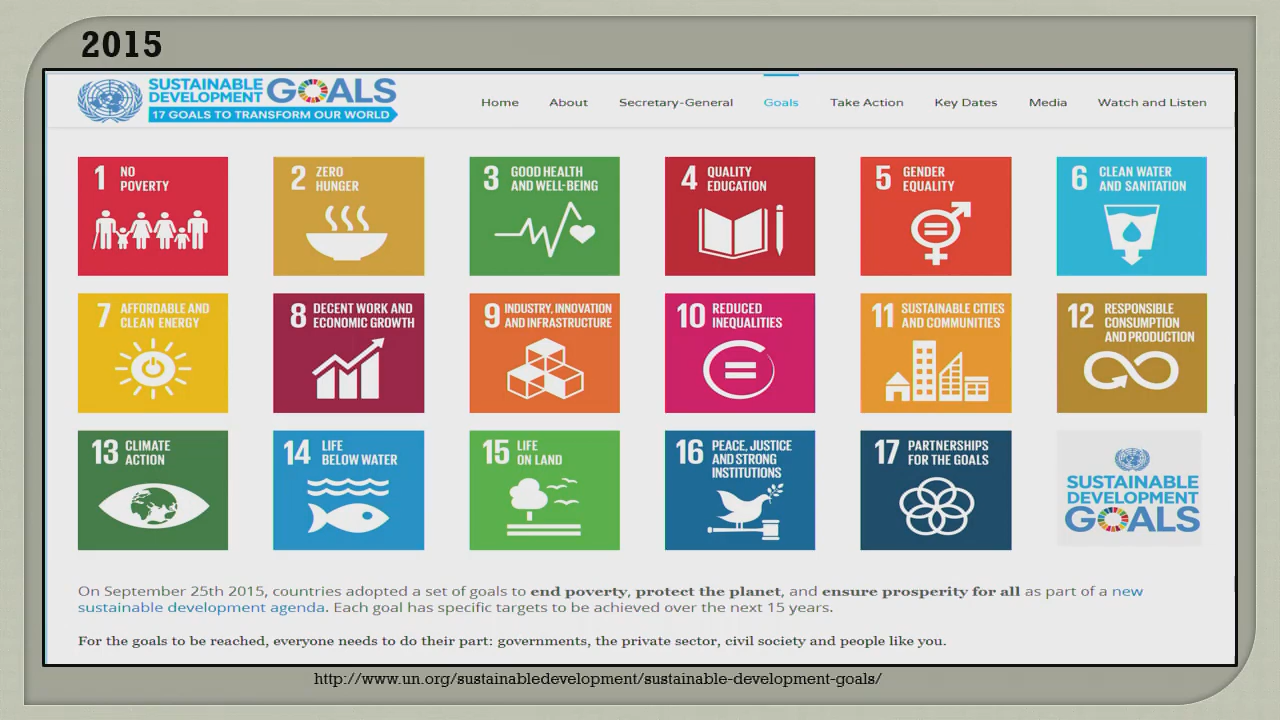 2015
SUSTAINABLE
DEVELOPMENT GOALS
17 GOALS TO TRANSFORM OUR WORLD
Home About Secretary-General Goals Take Action Key Dates Media Watch and Listen
1 NO
POVERTY
2 ZERO
HUNGER
3 GOOD HEALTH
AND WELL-BEING
4 QUALITY
EDUCATION
5 GENDER
EQUALITY
6 CLEAN WATER
AND SANITATION
7 AFFORDABLE AND
CLEAN ENERGY
8 DECENT WORK AND
ECONOMIC GROWTH
9 INDUSTRY, INNOVATION
AND INFRASTRUCTURE
10 REDUCED
INEQUALITIES
11 SUSTAINABLE CITIES
AND COMMUNITIES
12 RESPONSIBLE
CONSUMPTION
AND PRODUCTION
13 CLIMATE
ACTION
14 LIFE
BELOW WATER
15 LIFE
ON LAND
16 PEACE, JUSTICE
AND STRONG
INSTITUTIONS
17 PARTNERSHIPS
FOR THE GOALS
SUSTAINABLE
DEVELOPMENT
GOALS
On September 25th 2015, countries adopted a set of goals to end poverty, protect the planet, and ensure prosperity for all as part of a new
sustainable development agenda. Each goal has specific targets to be achieved over the next 15 years.
For the goals to be reached, everyone needs to do their part: governments, the private sector, civil society and people like you.
http://www.un.org/sustainabledevelopment/sustainable-development-goals/